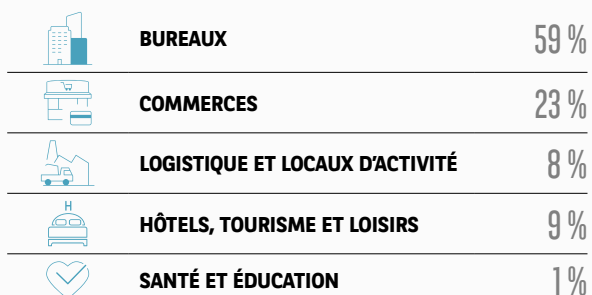 BUREAUX 59 %
COMMERCES 23 %
LOGISTIQUE ET LOCAUX D'ACTIVITÉ 8 %
H
HÔTELS, TOURISME ET LOISIRS 9 %
SANTÉ ET ÉDUCATION 1 %